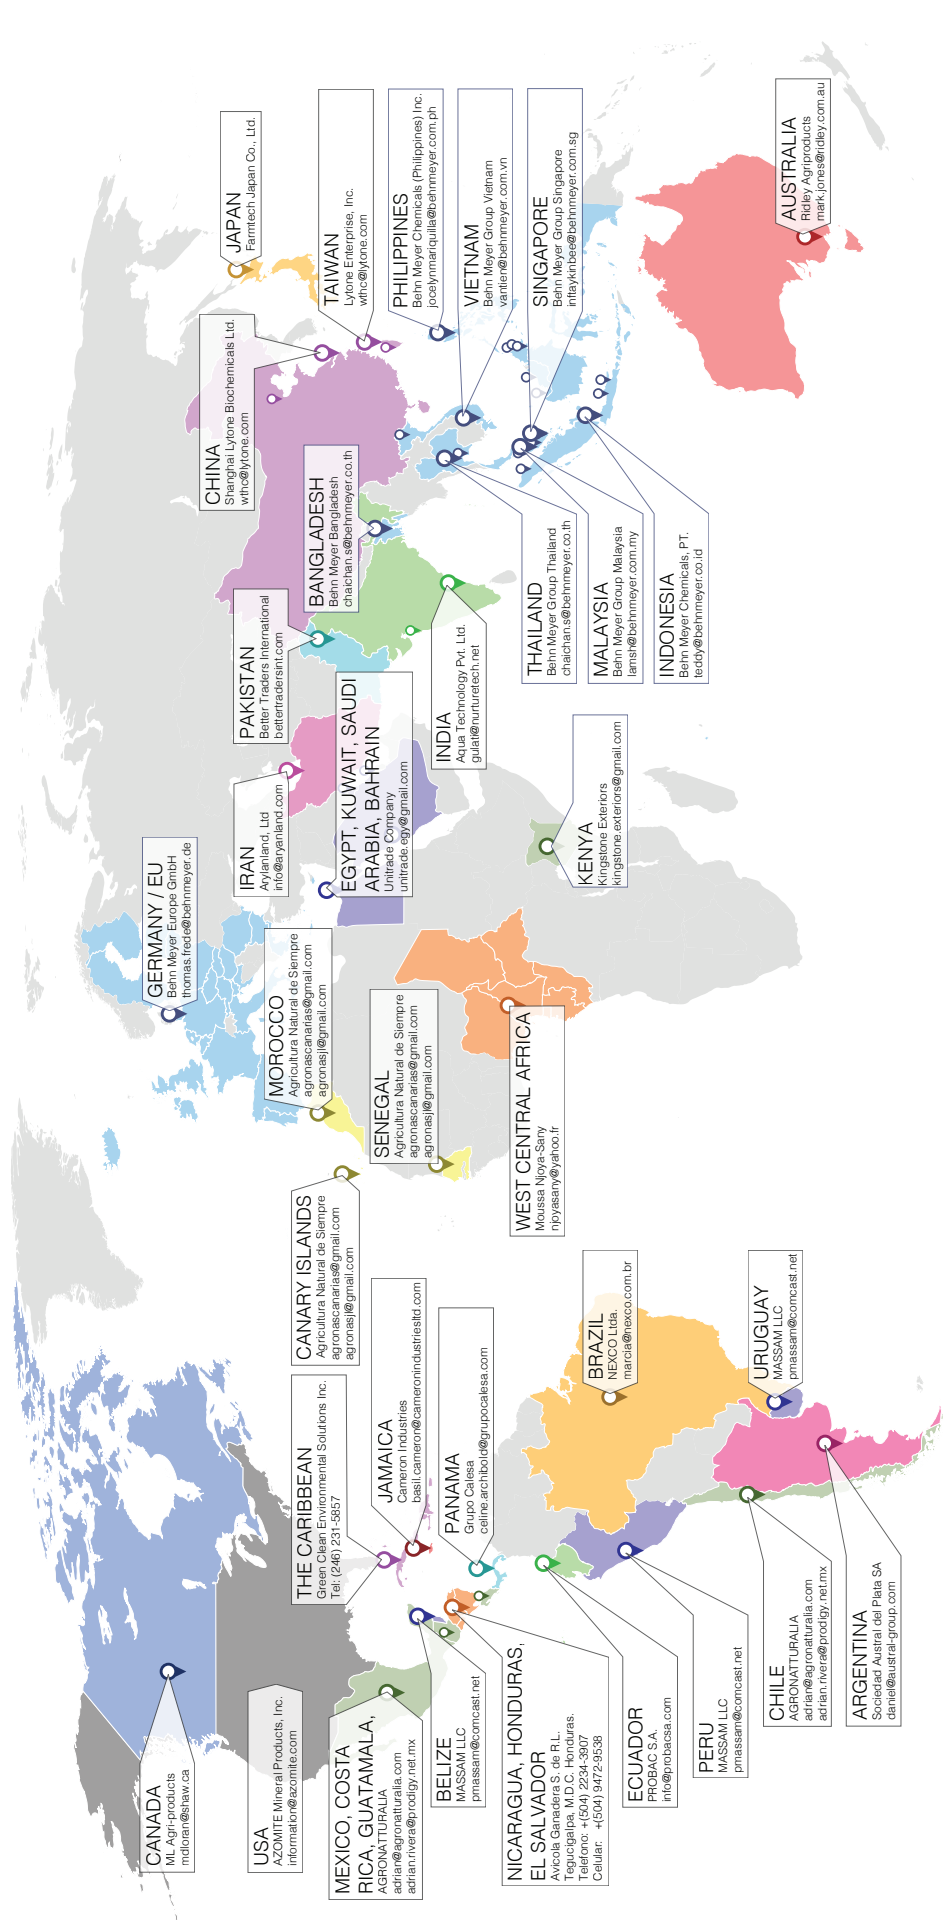 CANADA
ML Agri-products
mdloran@shaw.ca
USA
AZOMITE Mineral Products, Inc.
information@azomite.com
MEXICO, COSTA
RICA, GUATAMALA,
AGRONATTURALIA
adrian@agronatturalia.com
adrian.rivera@prodigy.net.mx
BELIZE
MASSAM LLC
pmassam@comcast.net
NICARAGUA, HONDURAS,
EL SALVADOR
Avicola Ganadera S. de R.L.
Tegucigalpa, M.D.C. Honduras.
Telefono: +(504) 2234-3907
Celular: +(504) 9472-9538
ECUADOR
PROBAC S.A.
info@probacsa.com
PERU
MASSAM LLC
pmassam@comcast.net
CHILE
AGRONATTURALIA
adrian@agronatturalia.com
adrian.rivera@prodigy.net.mx
ARGENTINA
Sociedad Austral del Plata SA
daniel@austral-group.com
THE CARIBBEAN
Green Clean Environmental Solutions Inc.
Tel: (246) 231-5857
JAMAICA
Cameron Industries
basil.cameron@cameronindustriesltd.com
PANAMA
Grupo Calesa
celine.archibold@grupocalesa.com
BRAZIL
NEXCO Ltda.
marcia@nexco.com.br
URUGUAY
MASSAM LLC
pmassam@comcast.net
CANARY ISLANDS
Agricultura Natural de Siempre
agronascanarias@gmail.com
agronasjl@gmail.com
MOROCCO
Agricultura Natural de Siempre
agronascanarias@gmail.com
agronasjl@gmail.com
SENEGAL
Agricultura Natural de Siempre
agronascanarias@gmail.com
agronasjl@gmail.com
WEST CENTRAL AFRICA
Moussa Njoya-Sany
njoyasany@yahoo.fr
GERMANY / EU
Behn Meyer Europe GmbH
thomas.frede@behnmeyer.de
IRAN
Arylanland, Ltd
info@aryanland.com
EGYPT, KUWAIT, SAUDI
ARABIA, BAHRAIN
Unitrade Company
unitrade.egy@gmail.com
KENYA
Kingstone Exteriors
kingstone.exteriors@gmail.com
PAKISTAN
Better Traders International
bettertradersint.com
INDIA
Aqua Technology Pvt. Ltd.
gulati@nurturetech.net
BANGLADESH
Behn Meyer Bangladesh
chaichan.s@behnmeyer.co.th
THAILAND
Behn Meyer Group Thailand
chaichan.s@behnmeyer.co.th
MALAYSIA
Behn Meyer Group Malaysia
lamsh@behnmeyer.com.my
INDONESIA
Behn Meyer Chemicals, PT.
teddy@behnmeyer.co.id
CHINA
Shanghai Lytone Biochemicals Ltd.
wthc@lytone.com
JAPAN
Farmtech Japan Co., Ltd.
TAIWAN
Lytone Enterprise, Inc.
wthc@lytone.com
PHILIPPINES
Behn Meyer Chemicals (Philippines) Inc.
jocelynmariquilla@behnmeyer.com.ph
VIETNAM
Behn Meyer Group Vietnam
vantien@behnmeyer.com.vn
SINGAPORE
Behn Meyer Group Singapore
inftaykinbee@behnmeyer.com.sg
AUSTRALIA
Ridley Agriproducts
mark.jones@ridley.com.au